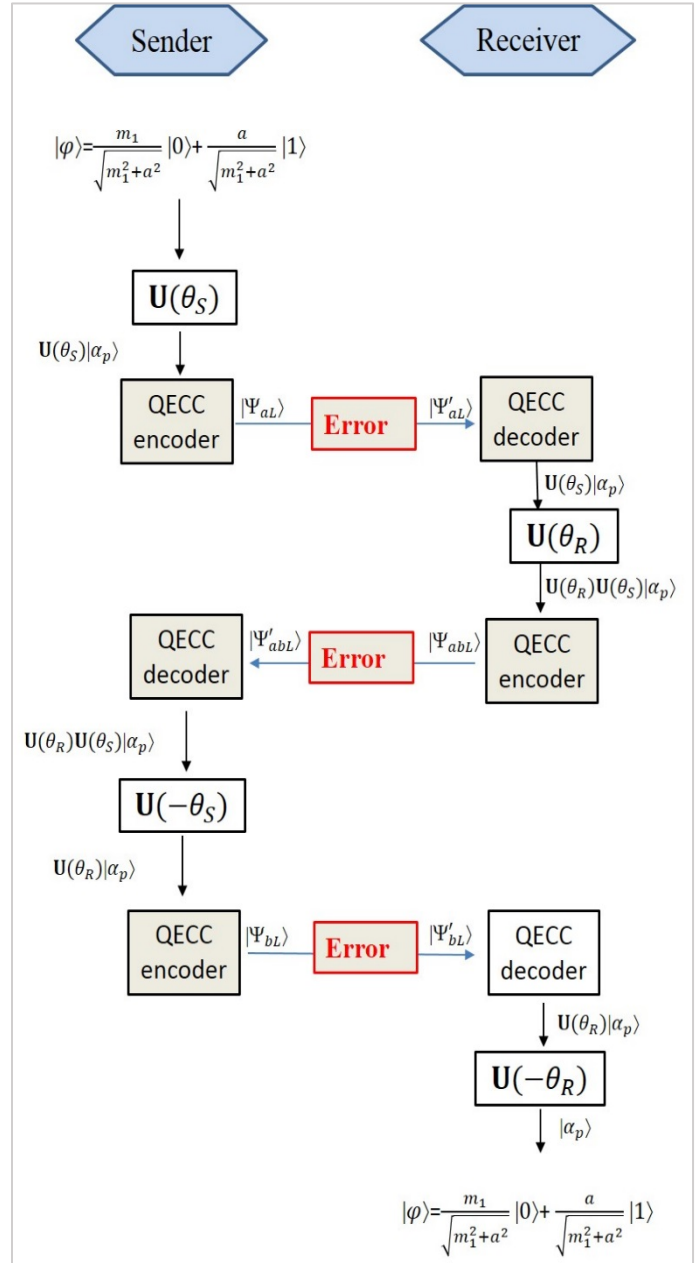 Sender Receiver
|φ⟩=m₁/√(m₁²+a²) |0⟩+ a/√(m₁²+a²) |1⟩
U(θ_S)
U(θ_S)|α_p⟩
QECC encoder |Ψ_aL⟩ Error |Ψ′_aL⟩ QECC decoder
U(θ_S)|α_p⟩
U(θ_R)
U(θ_R)U(θ_S)|α_p⟩
QECC decoder |Ψ′_abL⟩ Error |Ψ_abL⟩ QECC encoder
U(θ_R)U(θ_S)|α_p⟩
U(−θ_S)
U(θ_R)|α_p⟩
QECC encoder |Ψ_bL⟩ Error |Ψ′_bL⟩ QECC decoder
U(θ_R)|α_p⟩
U(−θ_R)
|α_p⟩
|φ⟩=m₁/√(m₁²+a²) |0⟩+ a/√(m₁²+a²) |1⟩